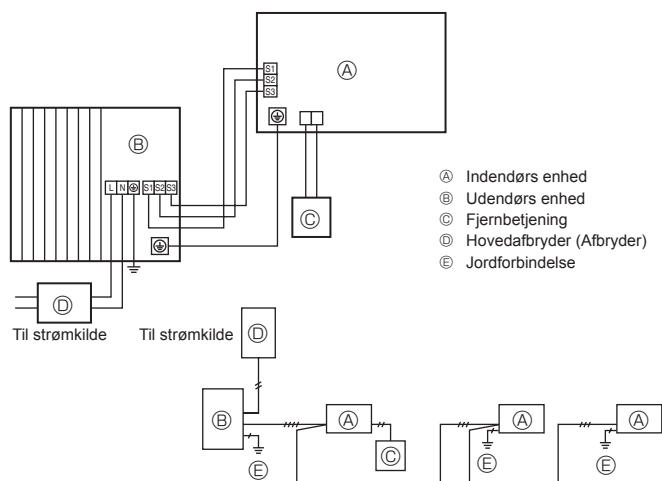 S1
S2
S3
Ⓐ
Ⓑ
L N S1 S2 S3
Ⓒ
Ⓐ Indendørs enhed
Ⓑ Udendørs enhed
Ⓒ Fjernbetjening
Ⓓ Hovedafbryder (Afbryder)
Ⓔ Jordforbindelse
Ⓓ
Til strømkilde
Til strømkilde
Ⓓ
Ⓑ
Ⓐ
Ⓐ
Ⓐ
Ⓒ
Ⓔ
Ⓔ
Ⓔ